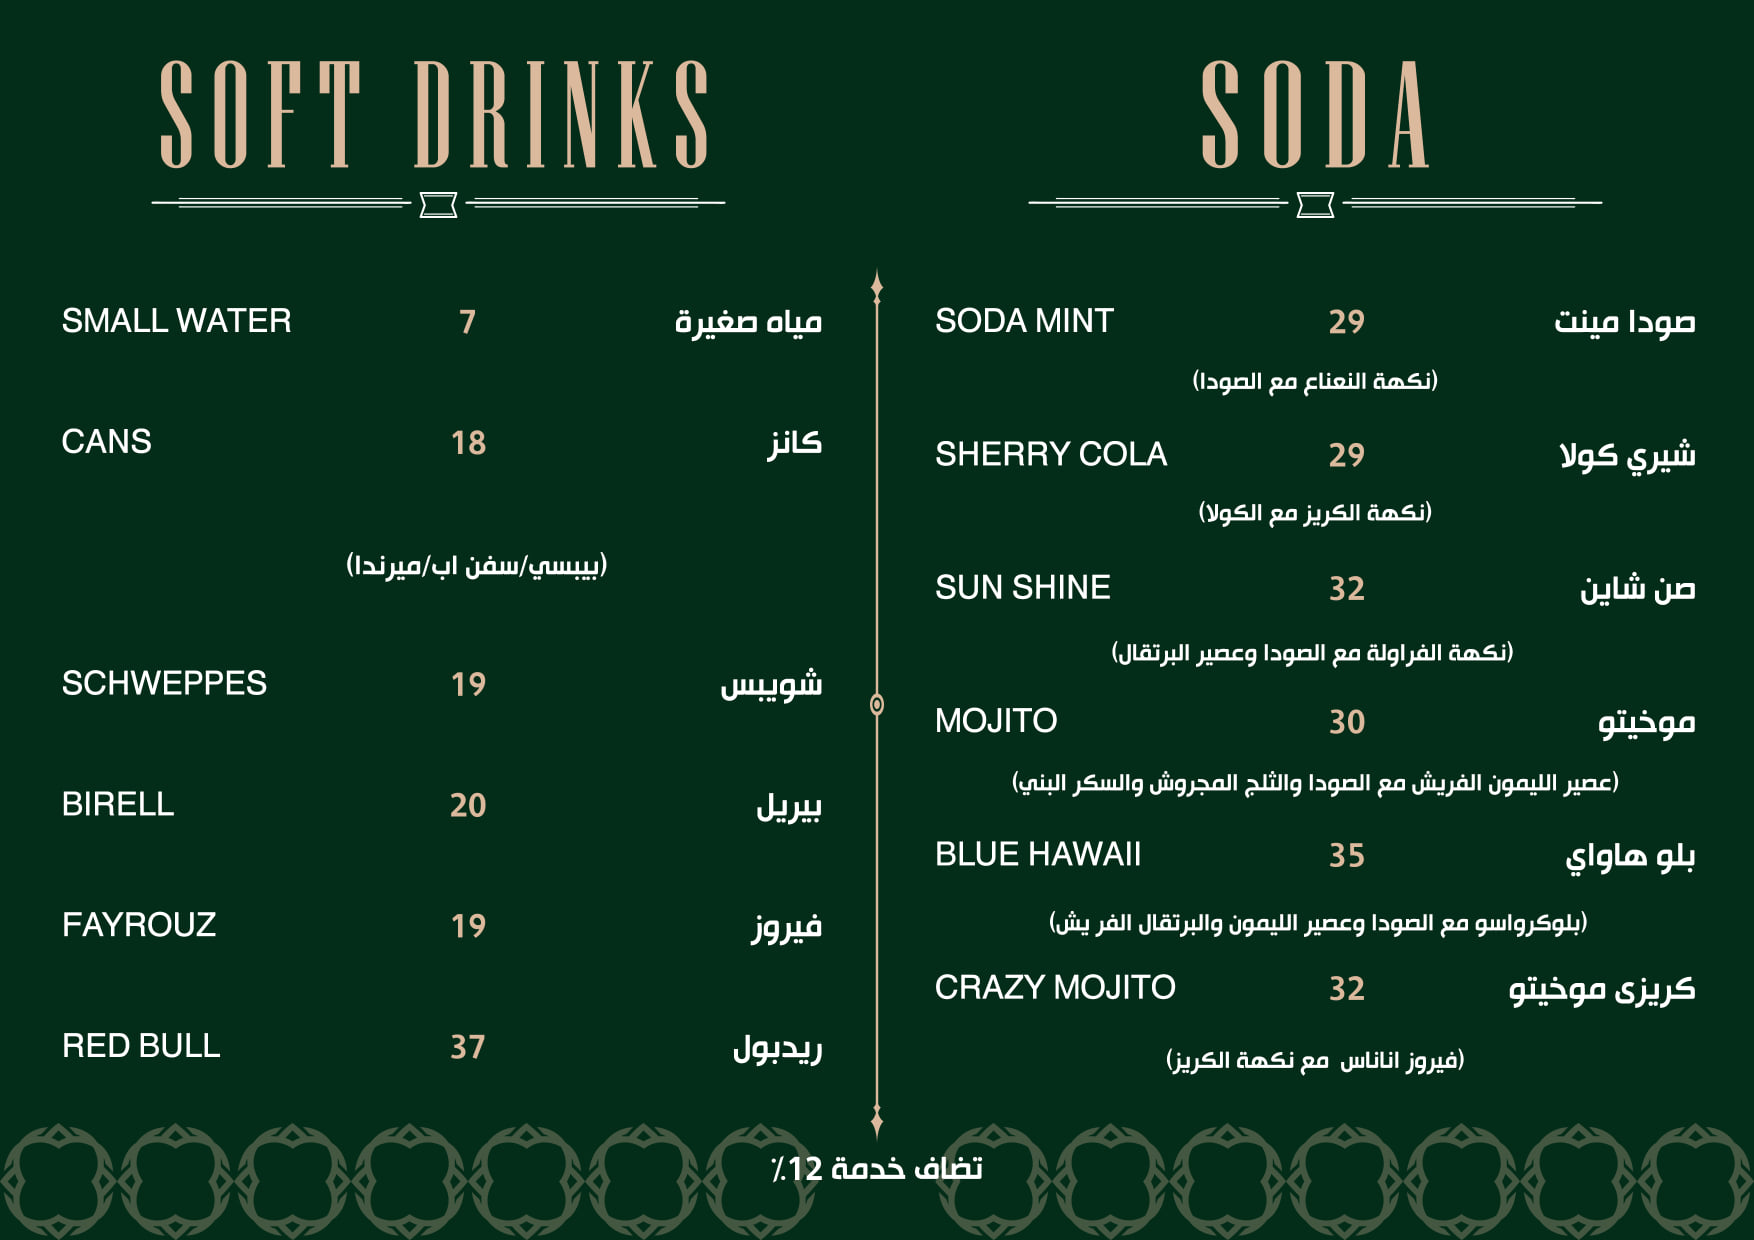 SOFT DRINKS
SMALL WATER 7 مياه صغيرة
CANS 18 كانز
(بيبسي/سفن اب/ميرندا)
SCHWEPPES 19 شويبس
BIRELL 20 بيريل
FAYROUZ 19 فيروز
RED BULL 37 ريدبول
SODA
SODA MINT 29 صودا مينت
(نكهة النعناع مع الصودا)
SHERRY COLA 29 شيري كولا
(نكهة الكريز مع الكولا)
SUN SHINE 32 صن شاين
(نكهة الفراولة مع الصودا وعصير البرتقال)
MOJITO 30 موخيتو
(عصير الليمون الفريش مع الصودا والثلج المجروش والسكر البني)
BLUE HAWAII 35 بلو هاواي
(بلوكرواسو مع الصودا وعصير الليمون والبرتقال الفر يش)
CRAZY MOJITO 32 كريزى موخيتو
(فيروز اناناس مع نكهة الكريز)
تضاف خدمة 12٪